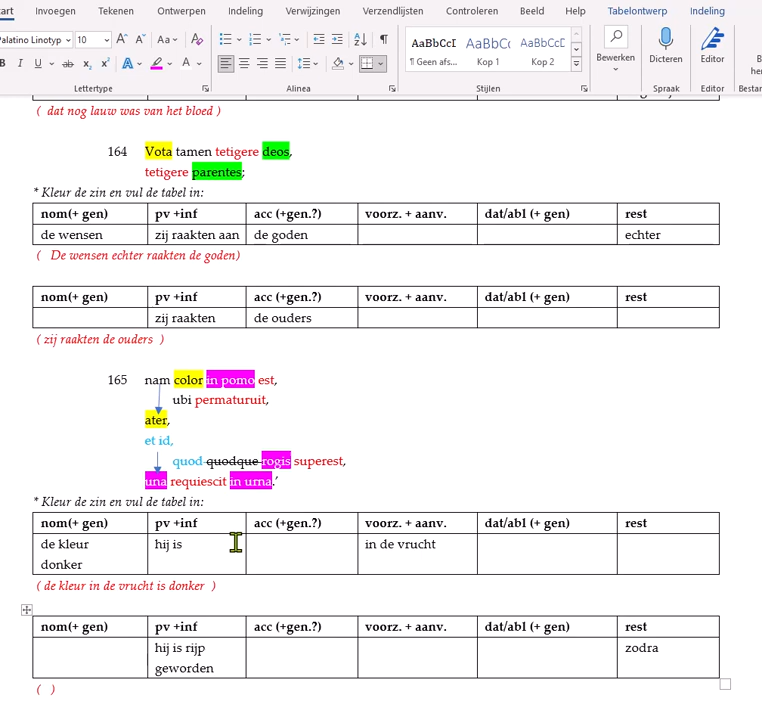 Invoegen Tekenen Ontwerpen Indeling Verwijzingen Verzendlijsten Controleren Beeld Help Tabelontwerp Indeling
Palatino Linotyp 10 A A Aa A
B I U ab x₂ x² A A
AaBbCcI AaBbC AaBbCcD
¶ Geen afs... Kop 1 Kop 2
Bewerken Dicteren Editor
Lettertype Alinea Stijlen Spraak Editor
( dat nog lauw was van het bloed )
164 Vota tamen tetigere deos,
tetigere parentes;
* Kleur de zin en vul de tabel in:
nom(+ gen) pv +inf acc (+gen.?) voorz. + aanv. dat/abl (+ gen) rest
de wensen zij raakten aan de goden echter
( De wensen echter raakten de goden)
nom(+ gen) pv +inf acc (+gen.?) voorz. + aanv. dat/abl (+ gen) rest
zij raakten de ouders
( zij raakten de ouders )
165 nam color in pomo est,
ubi permaturuit,
ater,
et id,
quod quodque rogis superest,
una requiescit in urna.’
* Kleur de zin en vul de tabel in:
nom(+ gen) pv +inf acc (+gen.?) voorz. + aanv. dat/abl (+ gen) rest
de kleur hij is in de vrucht
donker
( de kleur in de vrucht is donker )
nom(+ gen) pv +inf acc (+gen.?) voorz. + aanv. dat/abl (+ gen) rest
hij is rijp zodra
geworden
( )